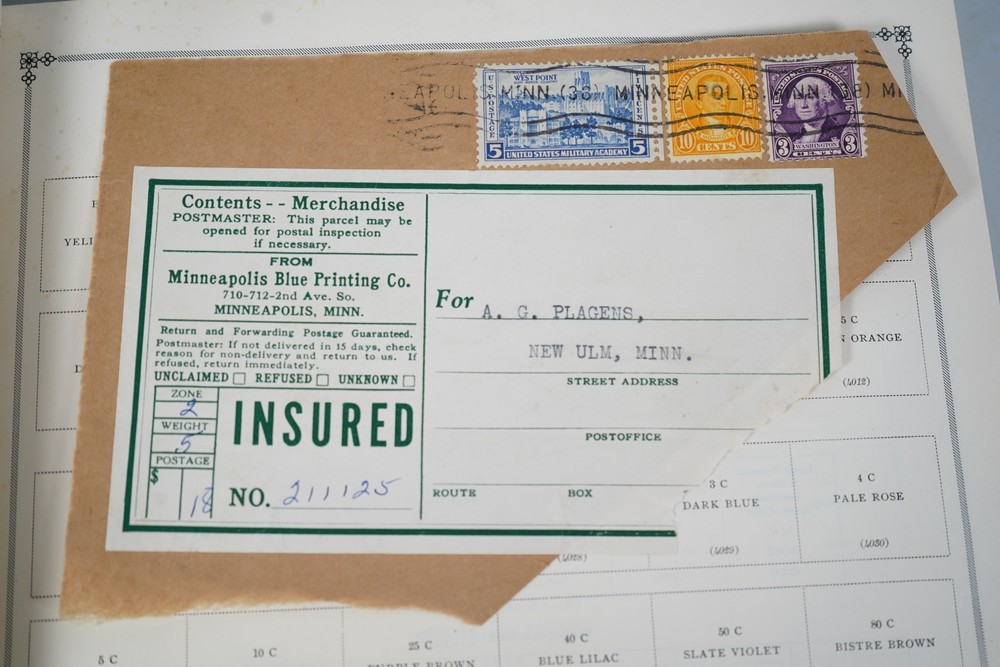 MINN (36) MINNEAPOLIS, MINN
U.S. POSTAGE
WEST POINT
5 UNITED STATES MILITARY ACADEMY 5
10 CENTS 10
WASHINGTON
3 3
Contents -- Merchandise
POSTMASTER: This parcel may be
opened for postal inspection
if necessary.
FROM
Minneapolis Blue Printing Co.
710-712-2nd Ave. So.
MINNEAPOLIS, MINN.
Return and Forwarding Postage Guaranteed.
Postmaster: If not delivered in 15 days, check
reason for non-delivery and return to us. If
refused, return immediately.
UNCLAIMED REFUSED UNKNOWN
ZONE
2
WEIGHT
5
POSTAGE
$
18
INSURED
NO. 211125
For A. G. PLAGENS,
NEW ULM, MINN.
STREET ADDRESS
POSTOFFICE
ROUTE BOX
5 C
ORANGE
(4012)
3 C
DARK BLUE
(4029)
4 C
PALE ROSE
(4030)
(4028)
5 C
10 C
25 C
40 C
BLUE LILAC
50 C
SLATE VIOLET
80 C
BISTRE BROWN